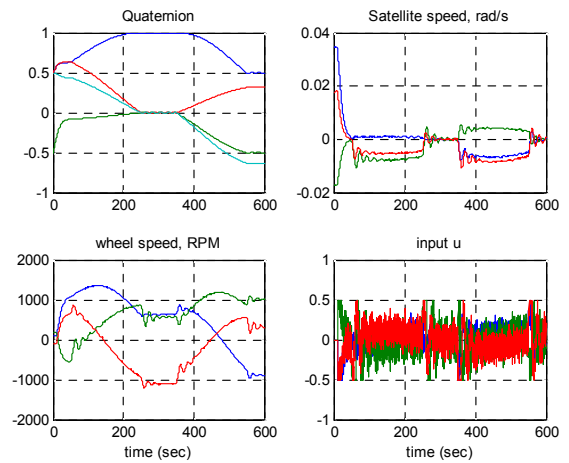 Quaternion
1
0.5
0
-0.5
-1
0 200 400 600
Satellite speed, rad/s
0.04
0.02
0
-0.02
0 200 400 600
wheel speed, RPM
2000
1000
0
-1000
-2000
0 200 400 600
time (sec)
input u
1
0.5
0
-0.5
-1
0 200 400 600
time (sec)